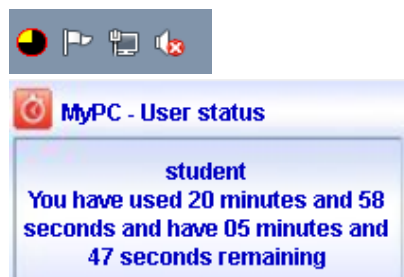 MyPC - User status
student
You have used 20 minutes and 58
seconds and have 05 minutes and
47 seconds remaining